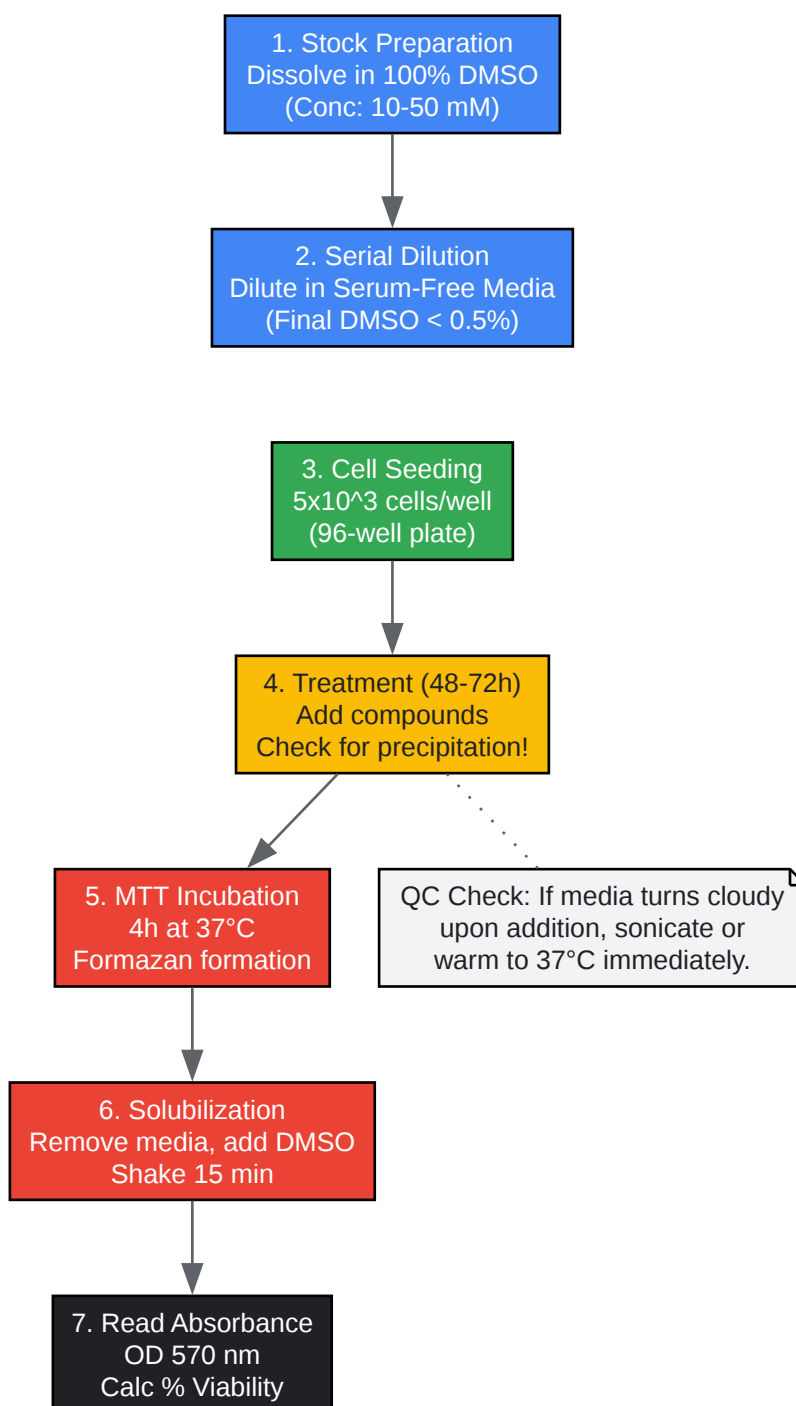 1. Stock Preparation
Dissolve in 100% DMSO
(Conc: 10-50 mM)
2. Serial Dilution
Dilute in Serum-Free Media
(Final DMSO < 0.5%)
3. Cell Seeding
5x10^3 cells/well
(96-well plate)
4. Treatment (48-72h)
Add compounds
Check for precipitation!
5. MTT Incubation
4h at 37°C
Formazan formation
QC Check: If media turns cloudy
upon addition, sonicate or
warm to 37°C immediately.
6. Solubilization
Remove media, add DMSO
Shake 15 min
7. Read Absorbance
OD 570 nm
Calc % Viability